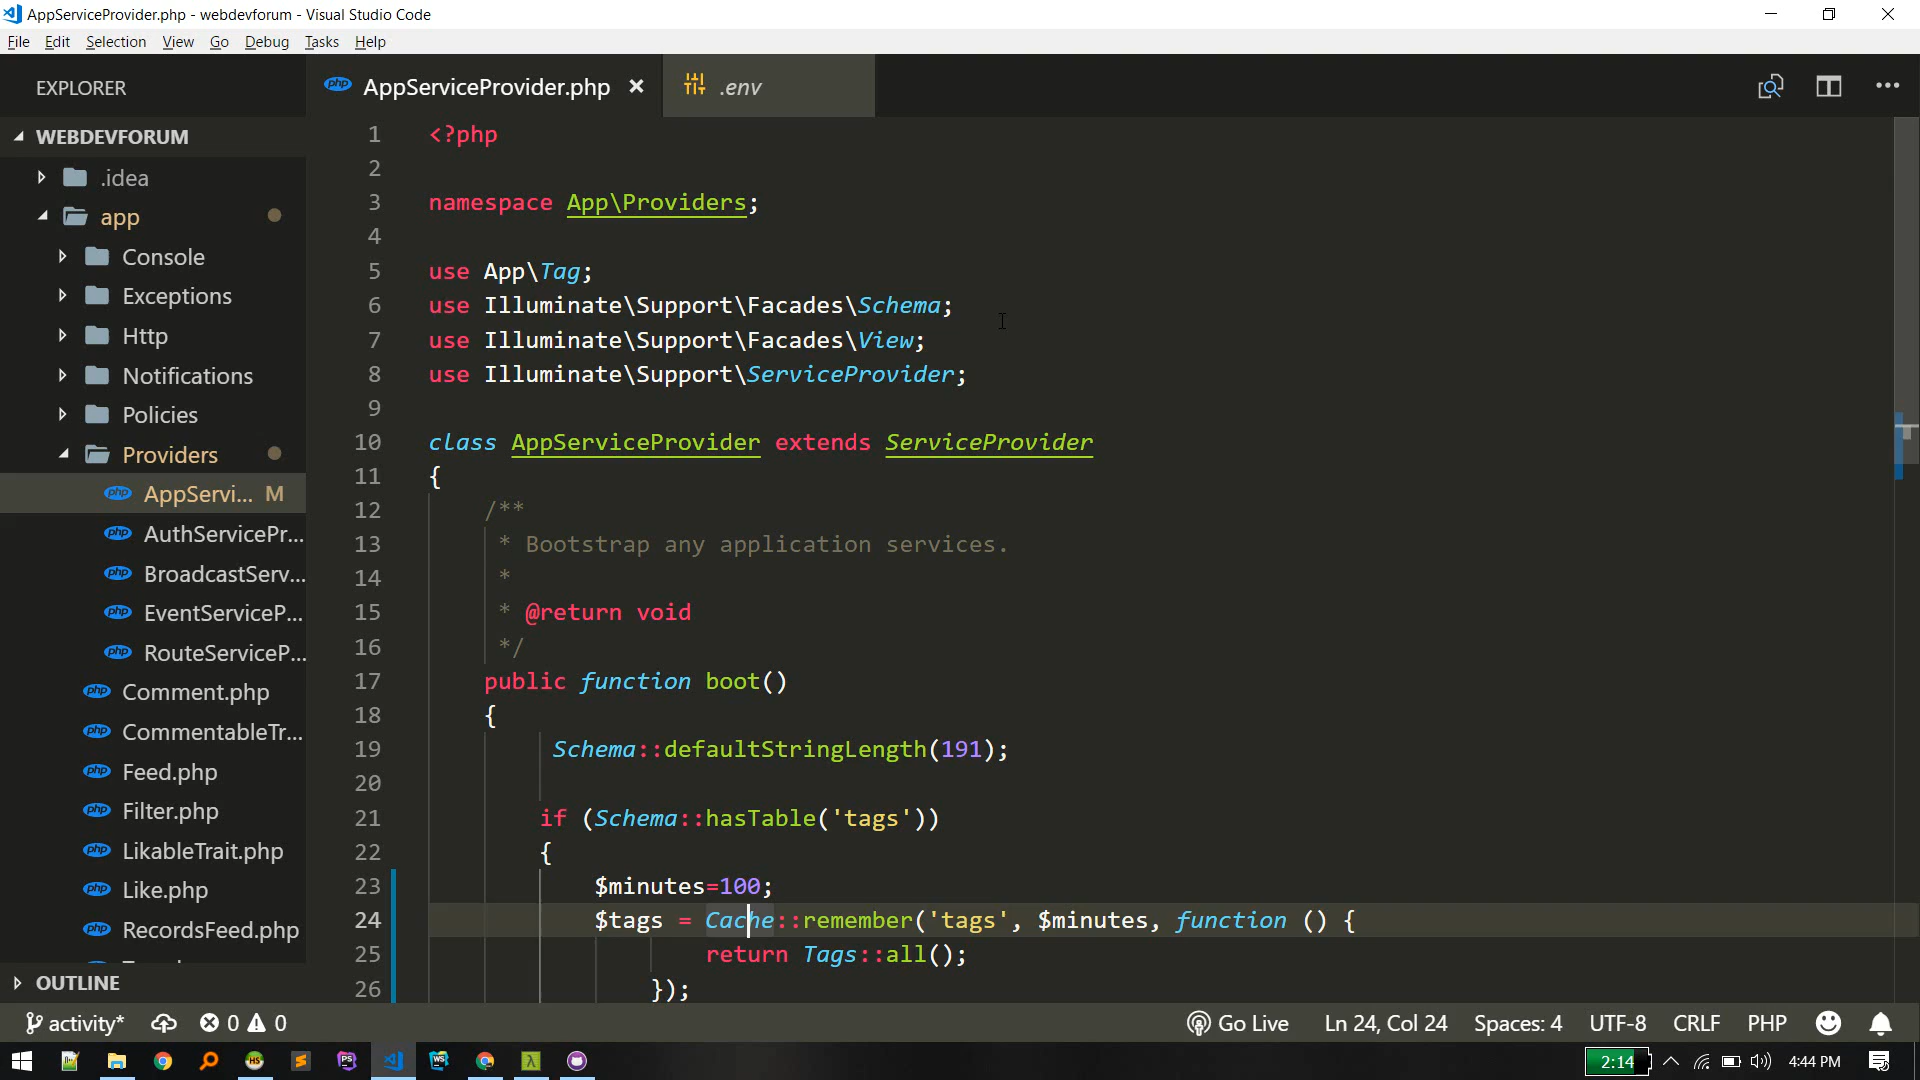 AppServiceProvider.php - webdevforum - Visual Studio Code
File Edit Selection View Go Debug Tasks Help
EXPLORER
WEBDEVFORUM
.idea
app
Console
Exceptions
Http
Notifications
Policies
Providers
AppServi... M
AuthServicePr...
BroadcastServ...
EventServiceP...
RouteServiceP...
Comment.php
CommentableTr...
Feed.php
Filter.php
LikableTrait.php
Like.php
RecordsFeed.php
OUTLINE
php AppServiceProvider.php
.env
1 <?php
2
3 namespace App\Providers;
4
5 use App\Tag;
6 use Illuminate\Support\Facades\Schema;
7 use Illuminate\Support\Facades\View;
8 use Illuminate\Support\ServiceProvider;
9
10 class AppServiceProvider extends ServiceProvider
11 {
12 /**
13 * Bootstrap any application services.
14 *
15 * @return void
16 */
17 public function boot()
18 {
19 Schema::defaultStringLength(191);
20
21 if (Schema::hasTable('tags'))
22 {
23 $minutes=100;
24 $tags = Cache::remember('tags', $minutes, function () {
25 return Tags::all();
26 });
activity* 0 0 Go Live Ln 24, Col 24 Spaces: 4 UTF-8 CRLF PHP
2:14 4:44 PM